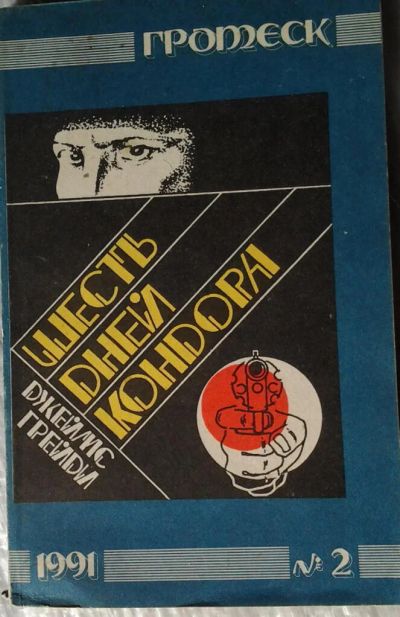 ГРОТЕСК
ШЕСТЬ
ДНЕЙ
КОНДОРА
ДЖЕЙМС
ГРЕЙДИ
1991
№ 2